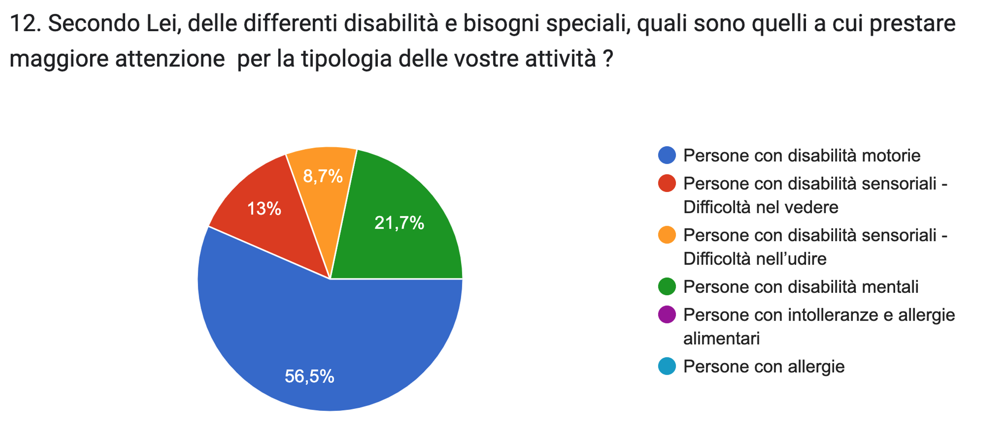 12. Secondo Lei, delle differenti disabilità e bisogni speciali, quali sono quelli a cui prestare
maggiore attenzione  per la tipologia delle vostre attività ?
8,7%
13%
21,7%
56,5%
Persone con disabilità motorie
Persone con disabilità sensoriali -
Difficoltà nel vedere
Persone con disabilità sensoriali -
Difficoltà nell’udire
Persone con disabilità mentali
Persone con intolleranze e allergie
alimentari
Persone con allergie